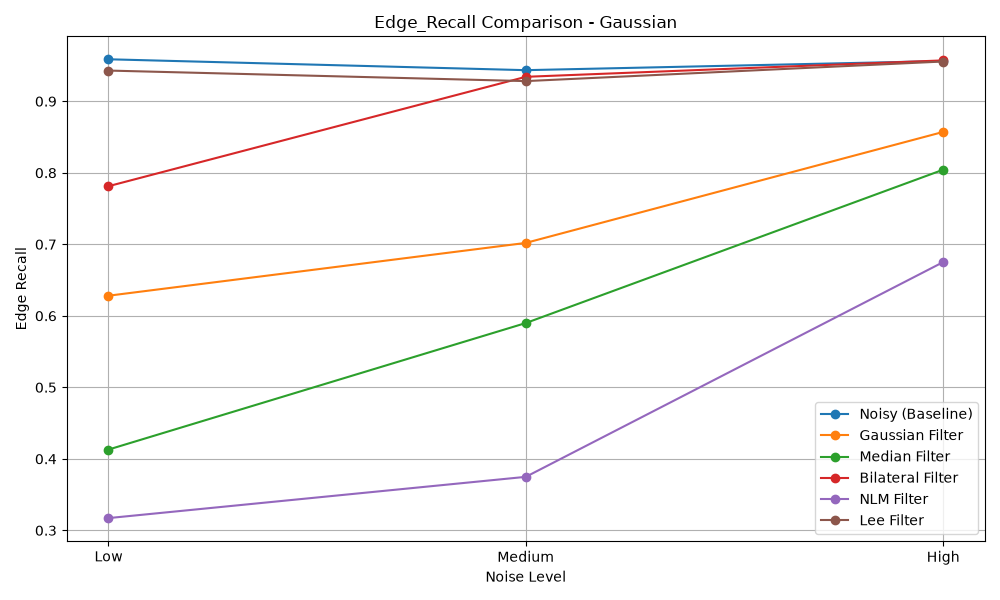 Edge_Recall Comparison - Gaussian
Edge Recall
0.9
0.8
0.7
0.6
0.5
0.4
0.3
Low
Medium
High
Noise Level
Noisy (Baseline)
Gaussian Filter
Median Filter
Bilateral Filter
NLM Filter
Lee Filter